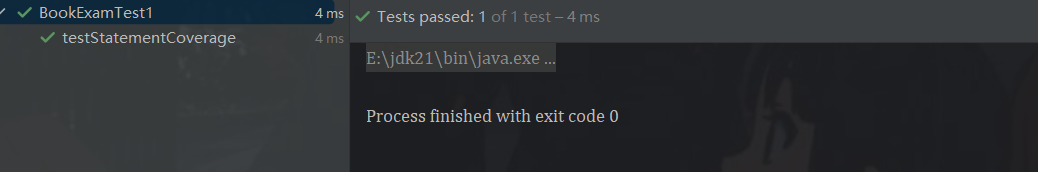 BookExamTest1 4 ms
testStatementCoverage 4 ms
Tests passed: 1 of 1 test – 4 ms
E:\jdk21\bin\java.exe ...
Process finished with exit code 0